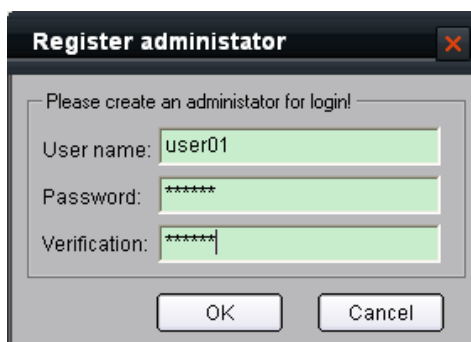 Register administator
Please create an administator for login!
User name: user01
Password: ******
Verification: ******
OK Cancel